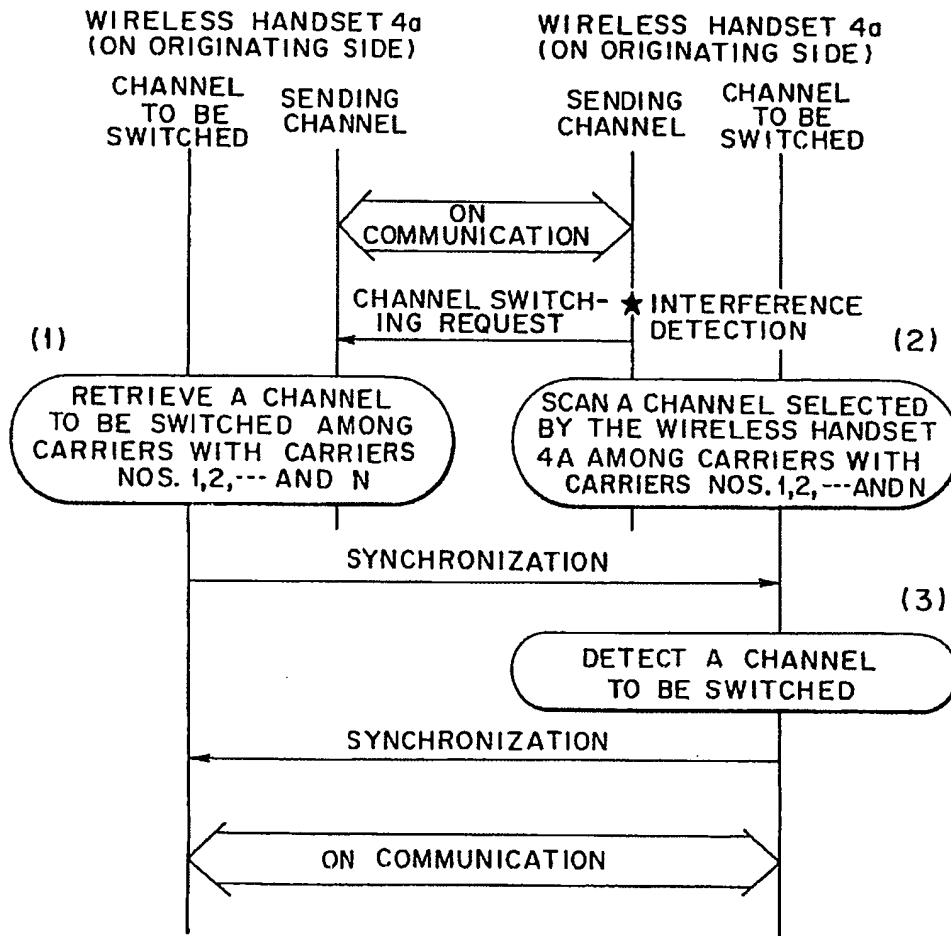 WIRELESS HANDSET 4a
(ON ORIGINATING SIDE)
WIRELESS HANDSET 4a
(ON ORIGINATING SIDE)
CHANNEL
TO BE
SWITCHED
SENDING
CHANNEL
SENDING
CHANNEL
CHANNEL
TO BE
SWITCHED
ON
COMMUNICATION
CHANNEL SWITCH-
ING REQUEST
★ INTERFERENCE
DETECTION
(1)
(2)
RETRIEVE A CHANNEL
TO BE SWITCHED AMONG
CARRIERS WITH CARRIERS
NOS. 1,2,--- AND N
SCAN A CHANNEL SELECTED
BY THE WIRELESS HANDSET
4A AMONG CARRIERS WITH
CARRIERS NOS. 1,2,---AND N
SYNCHRONIZATION
(3)
DETECT A CHANNEL
TO BE SWITCHED
SYNCHRONIZATION
ON COMMUNICATION